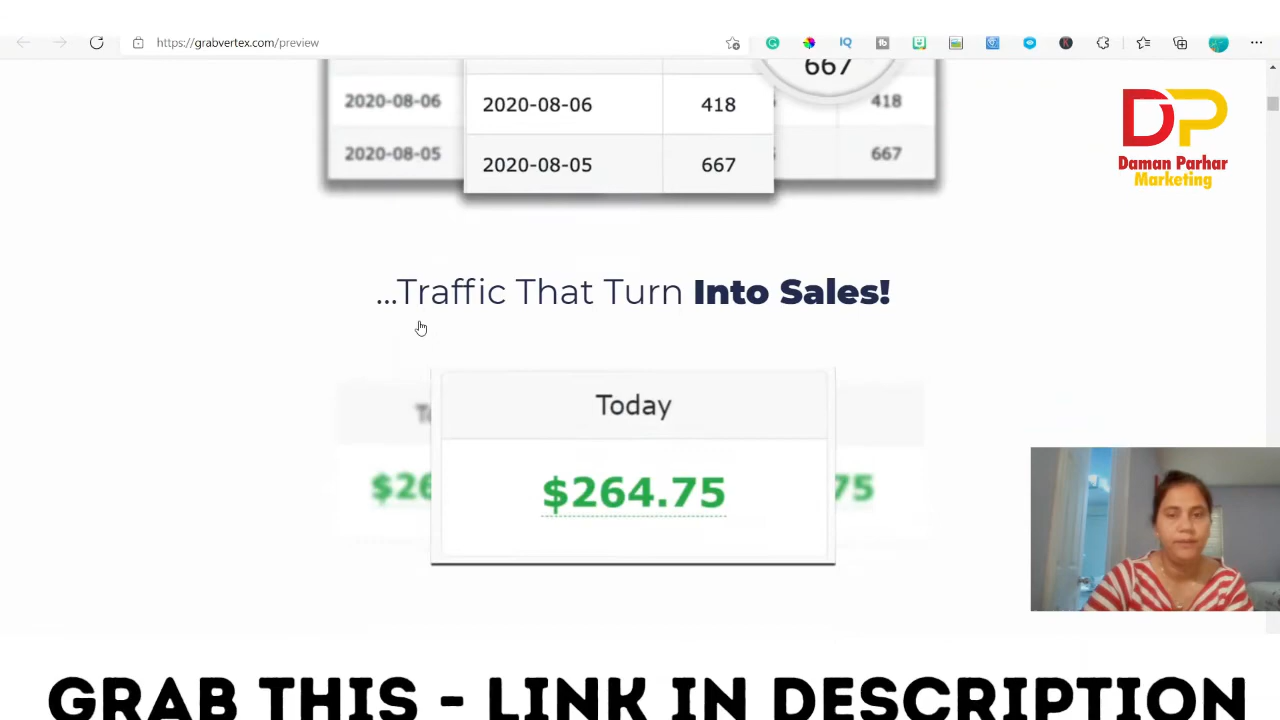 https://grabvertex.com/preview
667
2020-08-06 2020-08-06 418 418
2020-08-05 2020-08-05 667 667
DP
Daman Parhar
Marketing
...Traffic That Turn Into Sales!
Today
$264.75
GRAB THIS - LINK IN DESCRIPTION